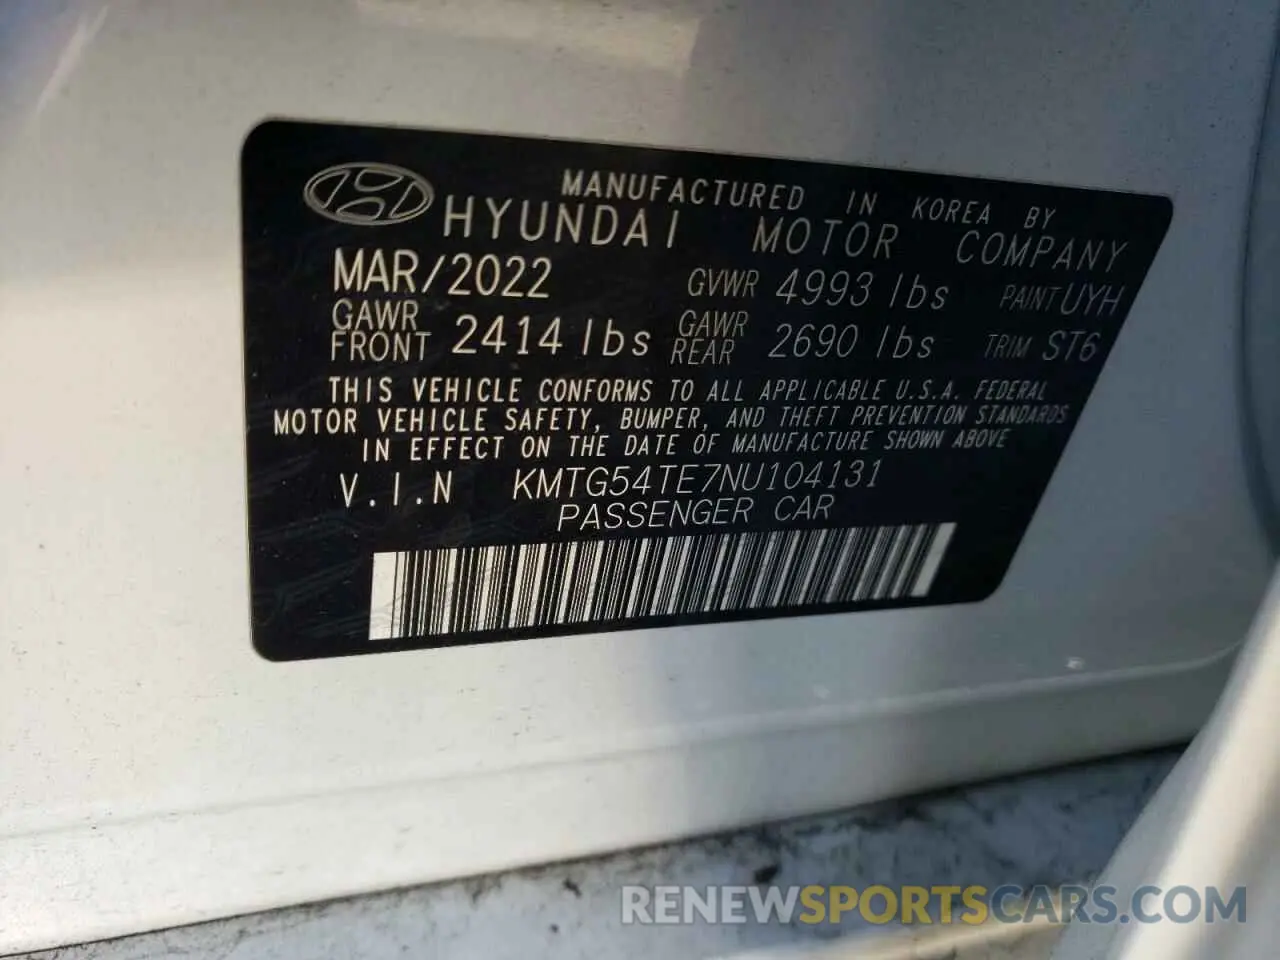 MANUFACTURED IN KOREA BY
HYUNDAI MOTOR COMPANY
MAR/2022 GVWR 4993 lbs PAINT UYH
GAWR FRONT 2414 lbs GAWR REAR 2690 lbs TRIM ST6
THIS VEHICLE CONFORMS TO ALL APPLICABLE U.S.A. FEDERAL
MOTOR VEHICLE SAFETY, BUMPER, AND THEFT PREVENTION STANDARDS
IN EFFECT ON THE DATE OF MANUFACTURE SHOWN ABOVE
V.I.N KMTG54TE7NU104131
PASSENGER CAR
RENEWSPORTSCARS.COM